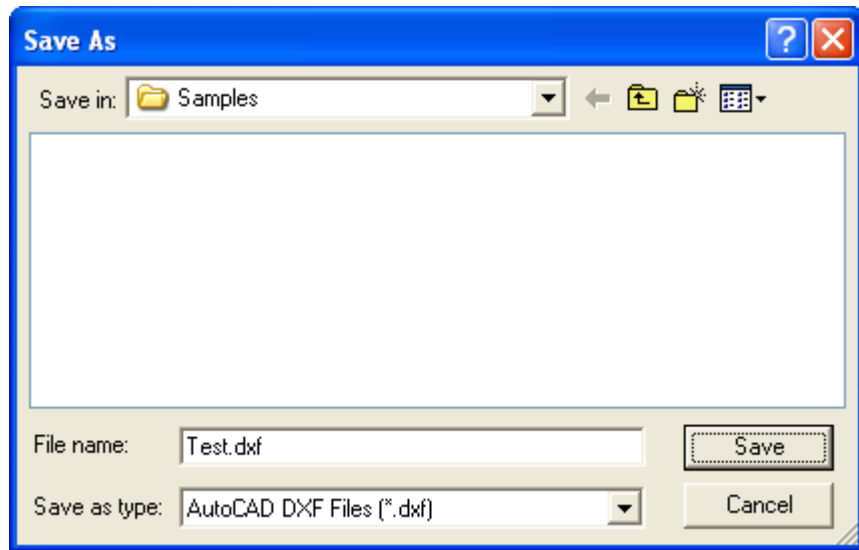 Save As
Save in: Samples
File name: Test.dxf Save
Save as type: AutoCAD DXF Files (*.dxf) Cancel